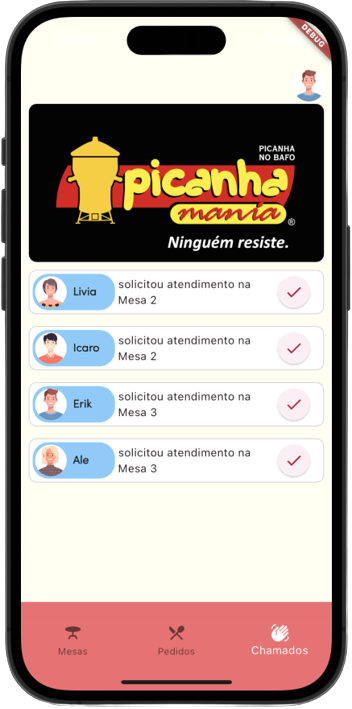 DEBUG
PICANHA
NO BAFO
picanha
mania®
Ninguém resiste.
Livia
solicitou atendimento na
Mesa 2
Icaro
solicitou atendimento na
Mesa 2
Erik
solicitou atendimento na
Mesa 3
Ale
solicitou atendimento na
Mesa 3
Mesas
Pedidos
Chamados